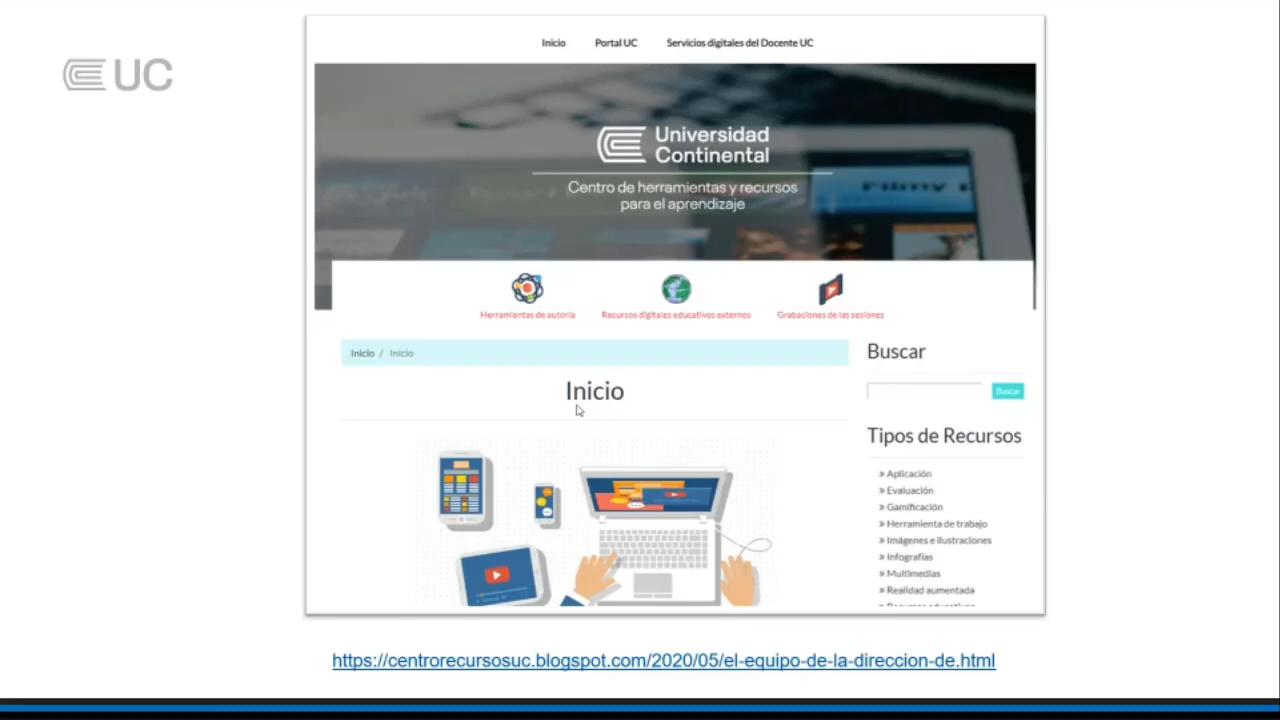 UC
Inicio Portal UC Servicios digitales del Docente UC
Universidad
Continental
Centro de herramientas y recursos
para el aprendizaje
Herramientas de autoría Recursos digitales educativos externos Grabaciones de las sesiones
Inicio / Inicio
Inicio
Buscar
Buscar
Tipos de Recursos
» Aplicación
» Evaluación
» Gamificación
» Herramienta de trabajo
» Imágenes e ilustraciones
» Infografías
» Multimedias
» Realidad aumentada
https://centrorecursosuc.blogspot.com/2020/05/el-equipo-de-la-direccion-de.html